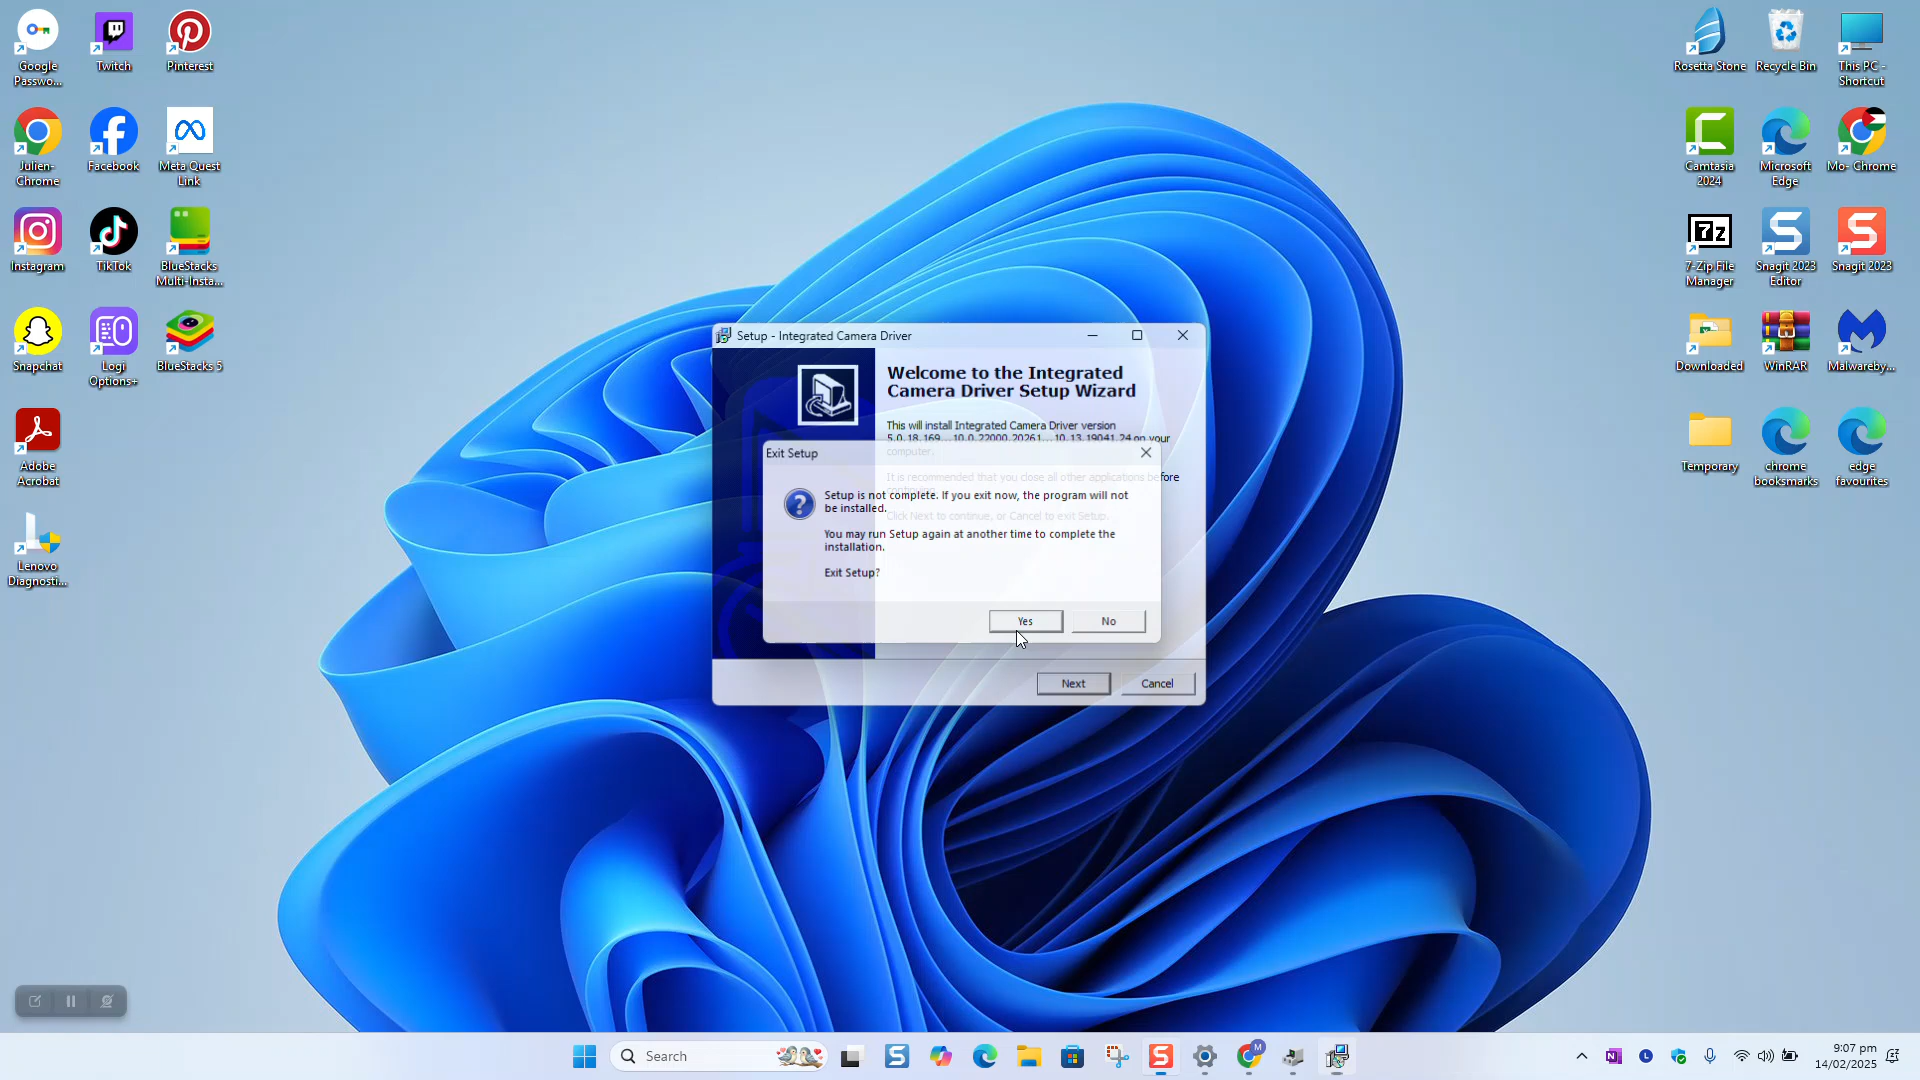 Google
Passwo...
Twitch
Pinterest
Julien-
Chrome
Facebook
Meta Quest
Link
Instagram
TikTok
BlueStacks
Multi-Insta...
Snapchat
Logi
Options+
BlueStacks 5
Adobe
Acrobat
Lenovo
Diagnosti...
Rosetta Stone
Recycle Bin
This PC -
Shortcut
Camtasia
2024
Microsoft
Edge
Mo- Chrome
7z
7-Zip File
Manager
Snagit 2023
Editor
Snagit 2023
Downloaded
WinRAR
Malwareby...
Temporary
chrome
booksmarks
edge
favourites
Setup - Integrated Camera Driver
Welcome to the Integrated
Camera Driver Setup Wizard
This will install Integrated Camera Driver version
5.0.18.169...10.0.22000.20261...10.13.19041.24 on your
computer.
It is recommended that you close all other applications before
continuing.
Click Next to continue, or Cancel to exit Setup.
Exit Setup
Setup is not complete. If you exit now, the program will not
be installed.
You may run Setup again at another time to complete the
installation.
Exit Setup?
Yes
No
Next
Cancel
Search
9:07 pm
14/02/2025